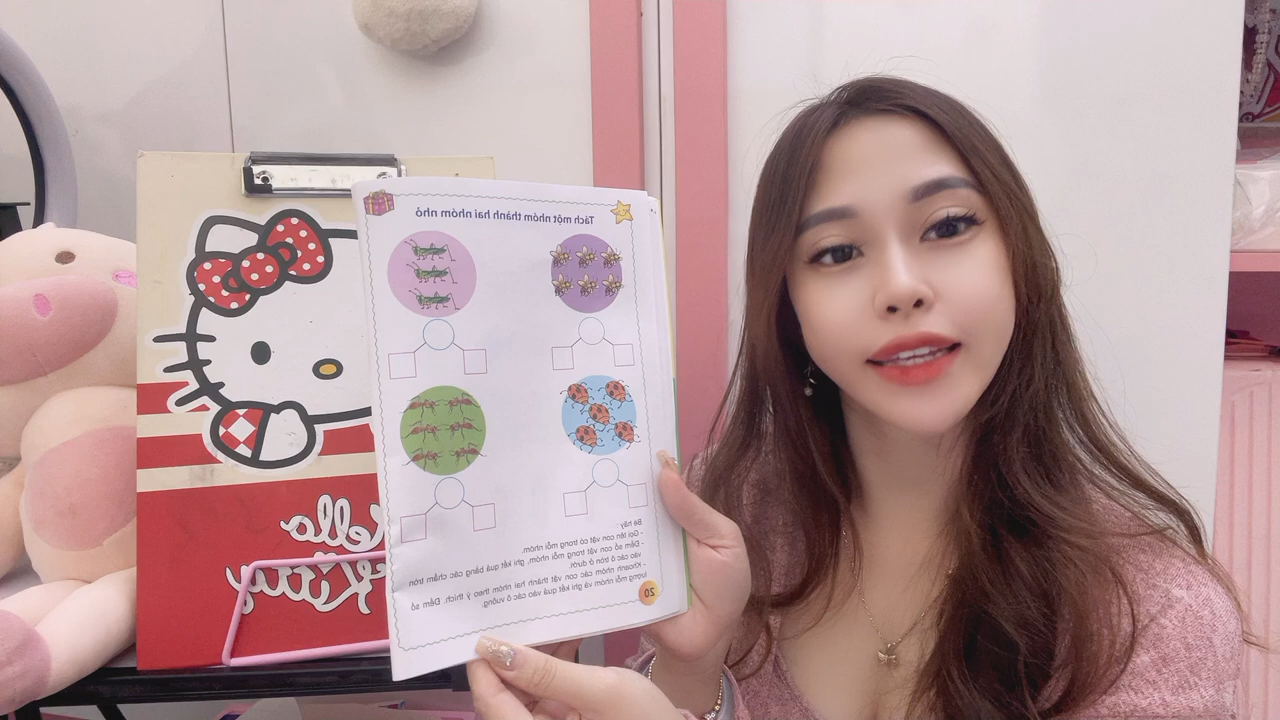 Tách một nhóm thành hai nhóm nhỏ
Bé hãy:
- Gọi tên con vật có trong mỗi nhóm.
- Đếm số con vật trong mỗi nhóm, ghi kết quả bằng các chấm tròn
vào các ô tròn ở dưới.
- Khoanh nhóm các con vật thành hai nhóm theo ý thích. Đếm số
lượng mỗi nhóm và ghi kết quả vào các ô vuông.
20
Hello
Kitty